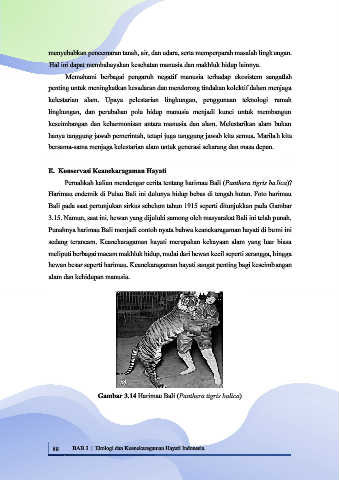 menyebabkan pencemaran tanah, air, dan udara, serta memperparah masalah lingkungan.
Hal ini dapat membahayakan kesehatan manusia dan makhluk hidup lainnya.
Memahami berbagai pengaruh negatif manusia terhadap ekosistem sangatlah
penting untuk meningkatkan kesadaran dan mendorong tindakan kolektif dalam menjaga
kelestarian alam. Upaya pelestarian lingkungan, penggunaan teknologi ramah
lingkungan, dan perubahan pola hidup manusia menjadi kunci untuk membangun
keseimbangan dan keharmonisan antara manusia dan alam. Melestarikan alam bukan
hanya tanggung jawab pemerintah, tetapi juga tanggung jawab kita semua. Marilah kita
bersama-sama menjaga kelestarian alam untuk generasi sekarang dan masa depan.
E. Konservasi Keanekaragaman Hayati
Pernahkah kalian mendengar cerita tentang harimau Bali (Panthera tigris balica)?
Harimau endemik di Pulau Bali ini dulunya hidup bebas di tengah hutan. Foto harimau
Bali pada saat pertunjukan sirkus sebelum tahun 1915 seperti ditunjukkan pada Gambar
3.15. Namun, saat ini, hewan yang dijuluki samong oleh masyarakat Bali ini telah punah.
Punahnya harimau Bali menjadi contoh nyata bahwa keanekaragaman hayati di bumi ini
sedang terancam. Keanekaragaman hayati merupakan kekayaan alam yang luar biasa
meliputi berbagai macam makhluk hidup, mulai dari hewan kecil seperti serangga, hingga
hewan besar seperti harimau. Keanekaragaman hayati sangat penting bagi keseimbangan
alam dan kehidupan manusia.
Gambar 3.14 Harimau Bali (Panthera tigris balica)
BAB 3 | Ekologi dan Keanekaragaman Hayati Indonesia